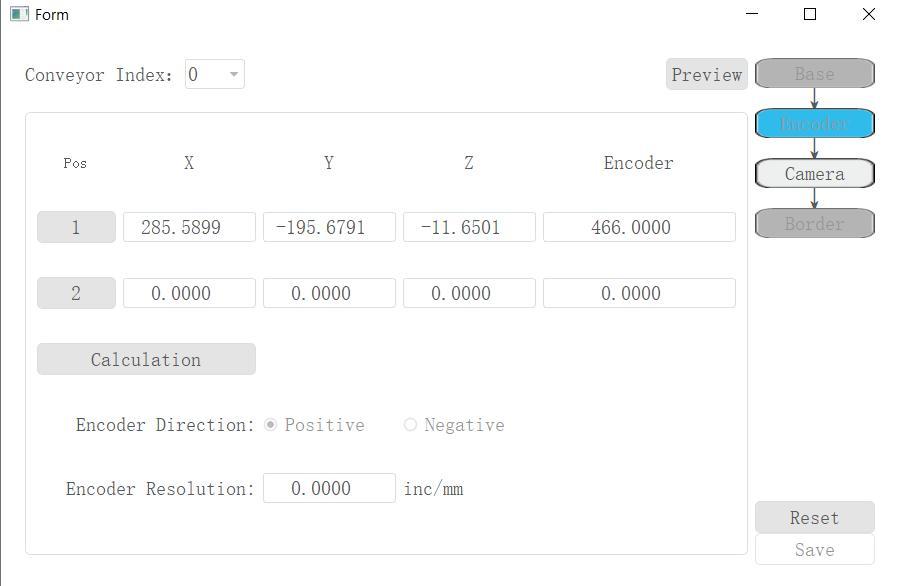 Form
Conveyor Index: 0
Preview
Base
Encoder
Camera
Border
Pos X Y Z Encoder
1 285.5899 -195.6791 -11.6501 466.0000
2 0.0000 0.0000 0.0000 0.0000
Calculation
Encoder Direction: Positive Negative
Encoder Resolution: 0.0000 inc/mm
Reset
Save